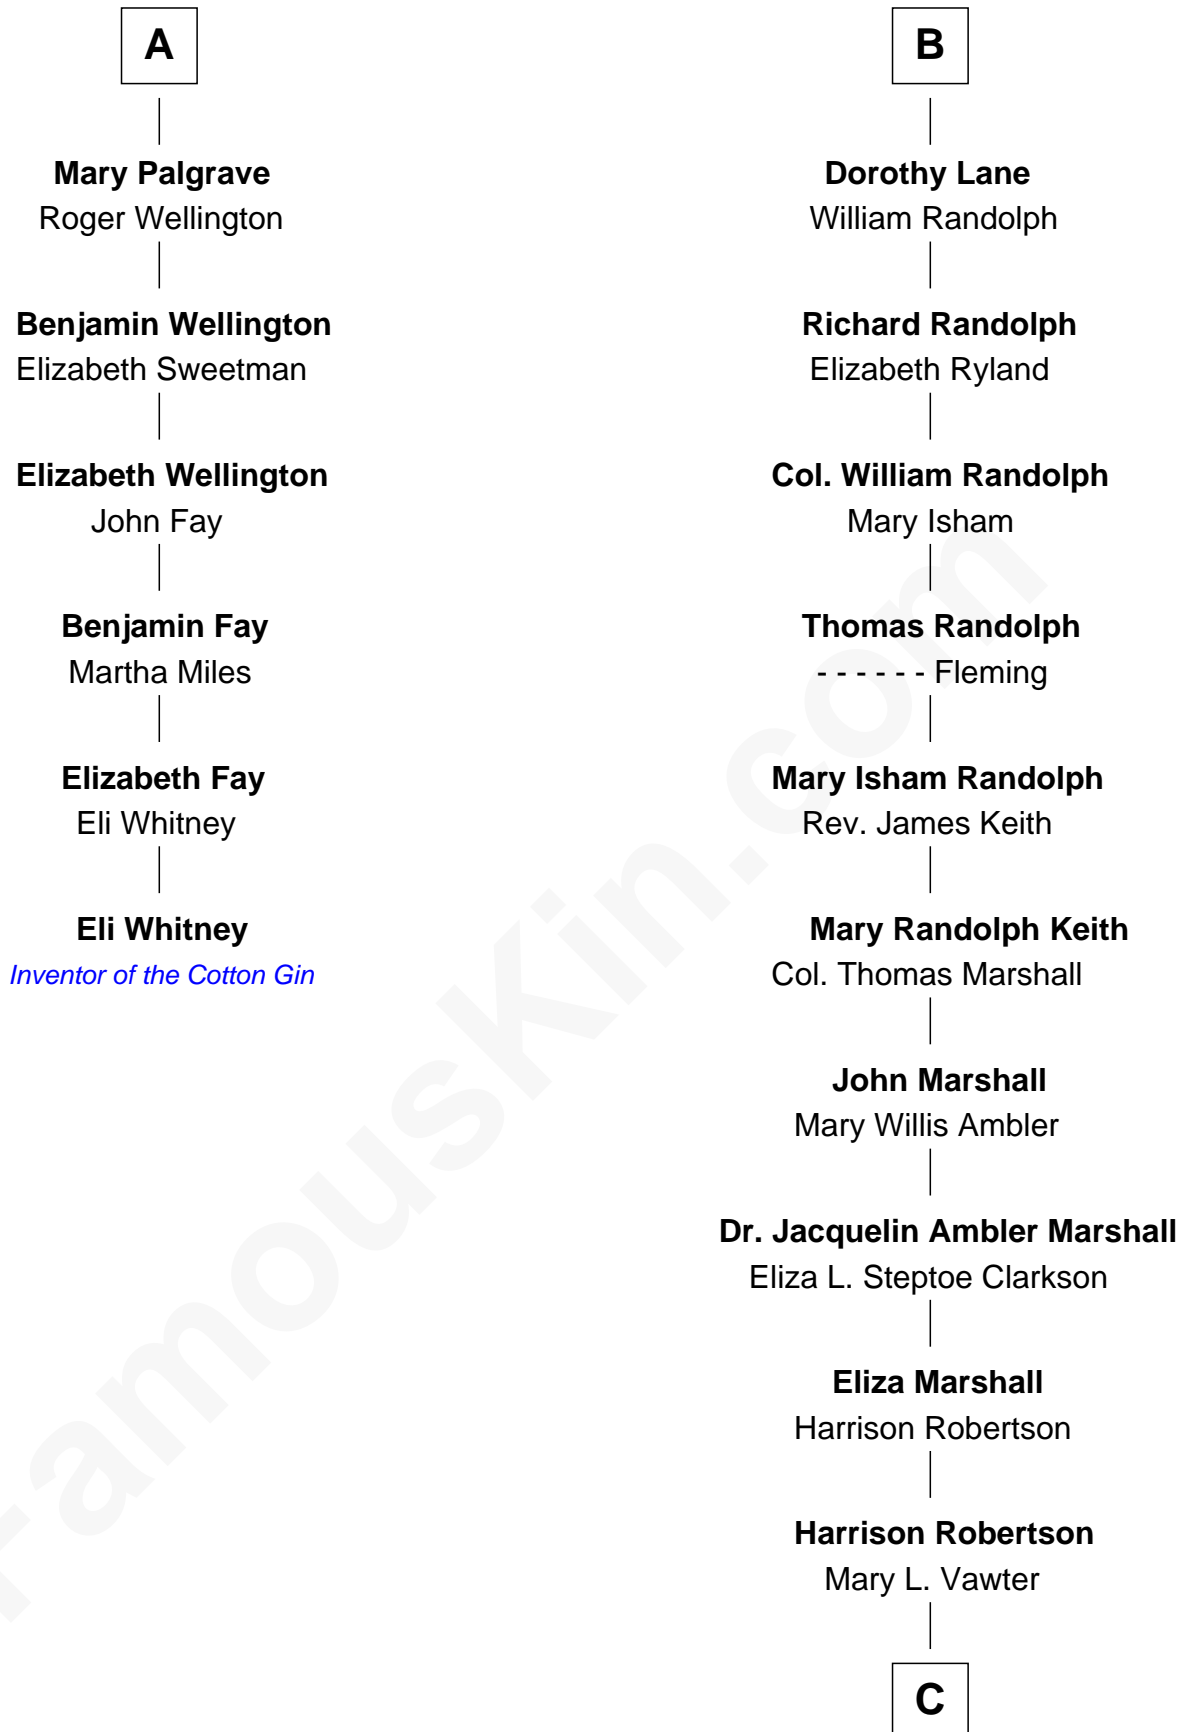 A
Mary Palgrave
Roger Wellington
Benjamin Wellington
Elizabeth Sweetman
Elizabeth Wellington
John Fay
Benjamin Fay
Martha Miles
Elizabeth Fay
Eli Whitney
Eli Whitney
Inventor of the Cotton Gin
B
Dorothy Lane
William Randolph
Richard Randolph
Elizabeth Ryland
Col. William Randolph
Mary Isham
Thomas Randolph
- - - - - - Fleming
Mary Isham Randolph
Rev. James Keith
Mary Randolph Keith
Col. Thomas Marshall
John Marshall
Mary Willis Ambler
Dr. Jacquelin Ambler Marshall
Eliza L. Steptoe Clarkson
Eliza Marshall
Harrison Robertson
Harrison Robertson
Mary L. Vawter
C
FamousKin.com